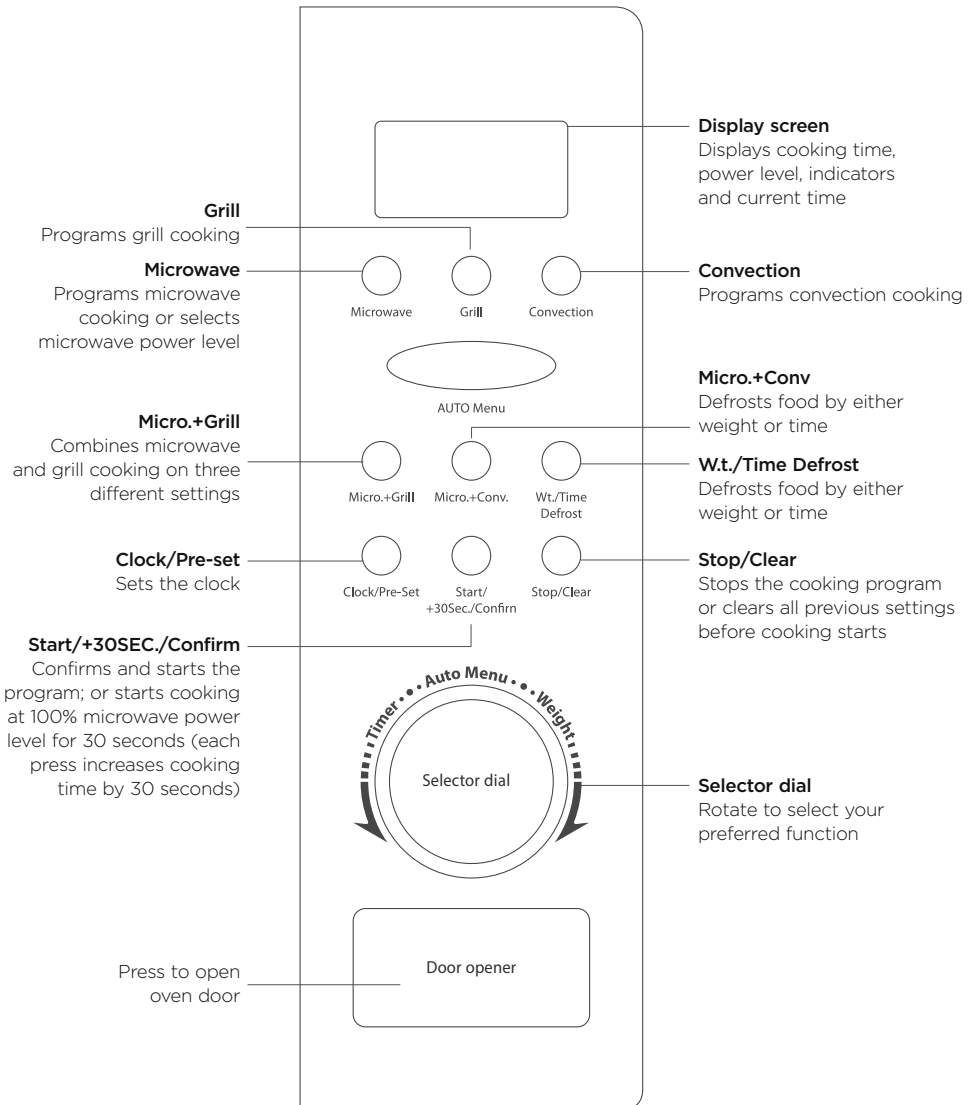 Display screen
Displays cooking time,
power level, indicators
and current time
Grill
Programs grill cooking
Microwave
Programs microwave
cooking or selects
microwave power level
Convection
Programs convection cooking
Microwave
Grill
Convection
AUTO Menu
Micro.+Conv
Defrosts food by either
weight or time
Micro.+Grill
Combines microwave
and grill cooking on three
different settings
W.t./Time Defrost
Defrosts food by either
weight or time
Micro.+Grill
Micro.+Conv.
Wt./Time
Defrost
Clock/Pre-set
Sets the clock
Stop/Clear
Stops the cooking program
or clears all previous settings
before cooking starts
Clock/Pre-Set
Start/
+30Sec./Confirn
Stop/Clear
Start/+30SEC./Confirm
Confirms and starts the
program; or starts cooking
at 100% microwave power
level for 30 seconds (each
press increases cooking
time by 30 seconds)
Timer
Auto Menu
Weight
Selector dial
Selector dial
Rotate to select your
preferred function
Press to open
oven door
Door opener